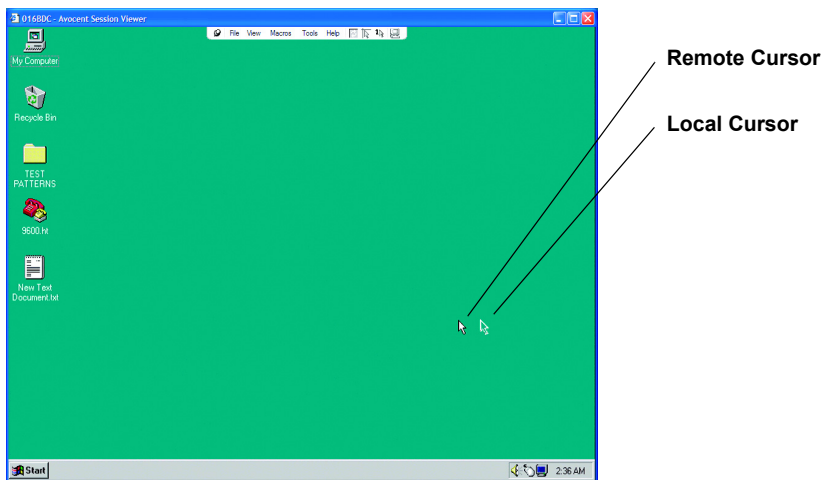 016BDC - Avocent Session Viewer
File View Macros Tools Help
My Computer
Recycle Bin
TEST
PATTERNS
9600.ht
New Text
Document.txt
Remote Cursor
Local Cursor
Start
2:36 AM